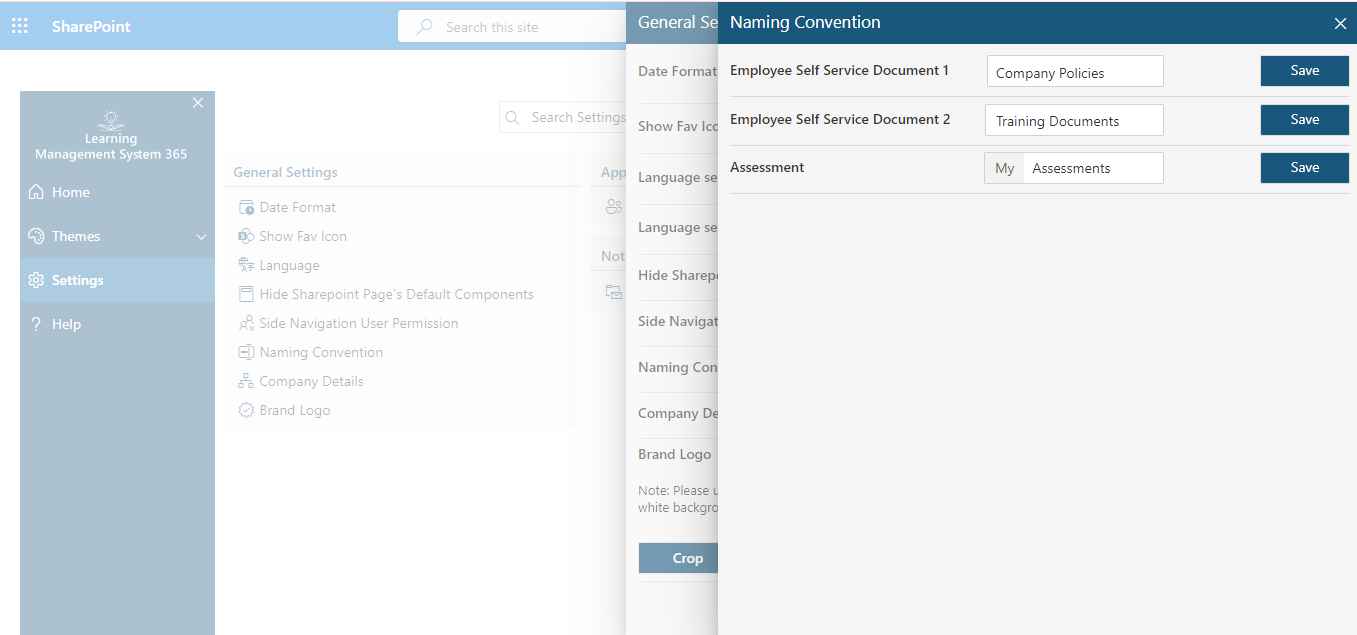 SharePoint
Search this site
Learning
Management System 365
Home
Themes
Settings
Help
Search Settings
General Settings
Date Format
Show Fav Icon
Language
Hide Sharepoint Page's Default Components
Side Navigation User Permission
Naming Convention
Company Details
Brand Logo
App
Not
General Se
Date Format
Show Fav Ico
Language se
Language se
Hide Sharep
Side Navigat
Naming Con
Company De
Brand Logo
Note: Please u
white backgro
Crop
Naming Convention
Employee Self Service Document 1 Company Policies Save
Employee Self Service Document 2 Training Documents Save
Assessment My Assessments Save